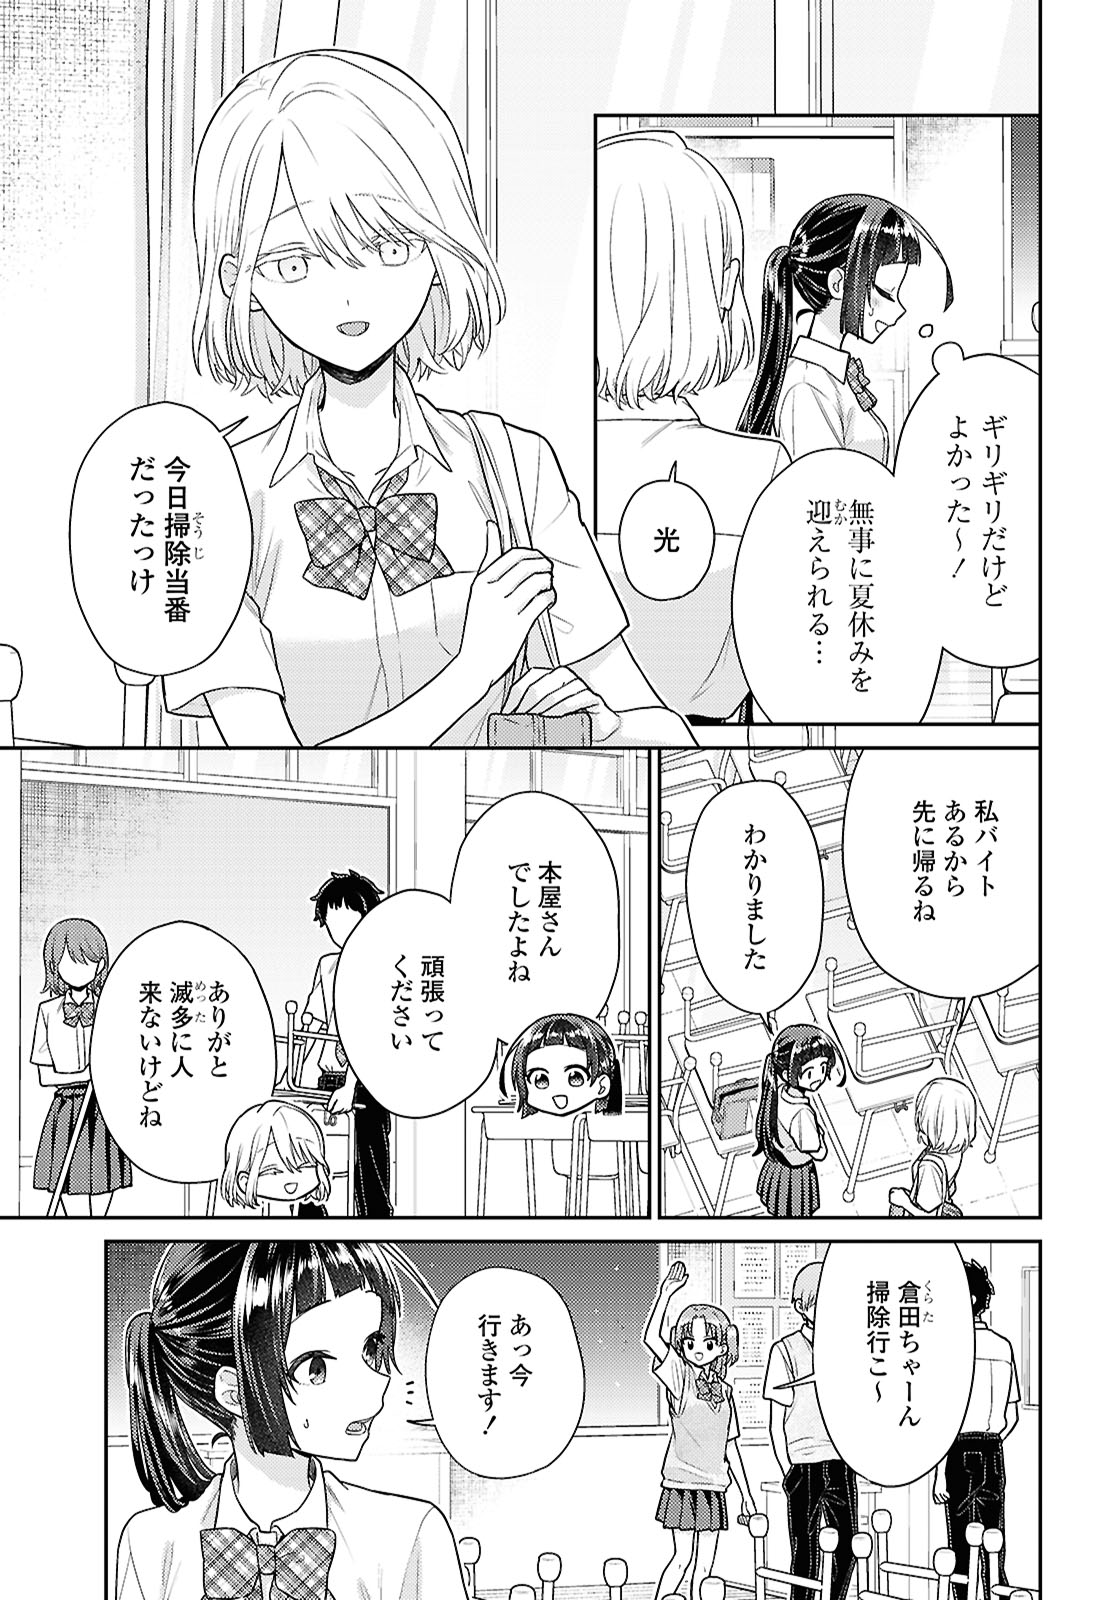 ギリギリだけど
よかった〜！
無事に夏休みを
迎えられる…
光
今日掃除当番
だったっけ
私バイト
あるから
先に帰るね
わかりました
本屋さん
でしたよね
頑張って
ください
ありがと
滅多に人
来ないけどね
倉田ちゃーん
掃除行こ〜
あっ今
行きます！